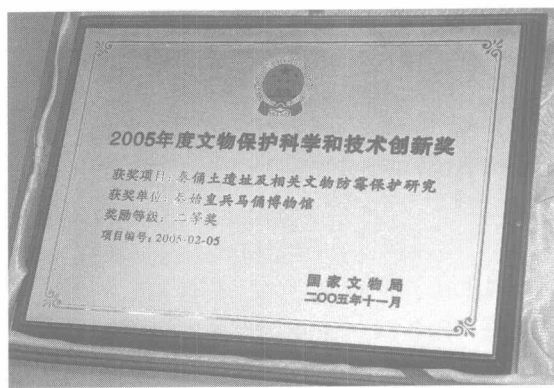 2005年度文物保护科学和技术创新奖
获奖项目：秦俑土遗址及相关文物防霉保护研究
获奖单位：秦始皇兵马俑博物馆
奖励等级：二等奖
项目编号：2005-02-05
国家文物局
二〇〇五年十一月